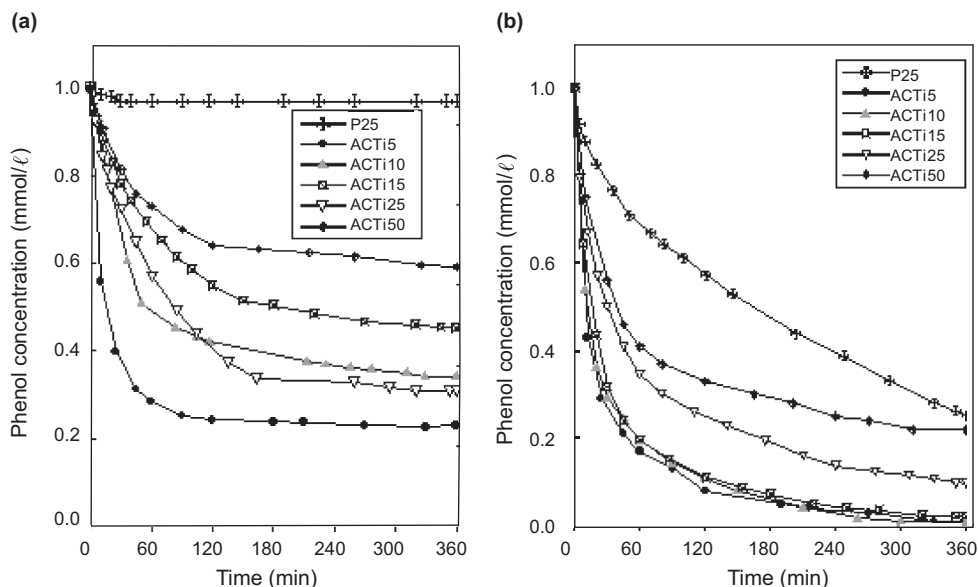 (a)
Phenol concentration (mmol/ℓ)
1.0
0.8
0.6
0.4
0.2
0.0
P25
ACTi5
ACTi10
ACTi15
ACTi25
ACTi50
0 60 120 180 240 300 360
Time (min)
(b)
Phenol concentration (mmol/ℓ)
1.0
0.8
0.6
0.4
0.2
0.0
P25
ACTi5
ACTi10
ACTi15
ACTi25
ACTi50
0 60 120 180 240 300 360
Time (min)